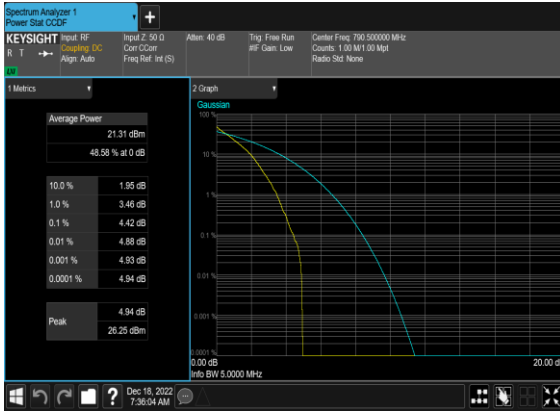 Spectrum Analyzer 1
Power Stat CCDF
KEYSIGHT
R T
Input: RF
Coupling: DC
Align: Auto
Input Z: 50 Ω
Corr CCorr
Freq Ref: Int (S)
Atten: 40 dB
Trig: Free Run
#IF Gain: Low
Center Freq: 790.500000 MHz
Counts: 1.00 M/1.00 Mpt
Radio Std: None
1 Metrics
Average Power
21.31 dBm
48.58 % at 0 dB
10.0 % 1.95 dB
1.0 % 3.46 dB
0.1 % 4.42 dB
0.01 % 4.88 dB
0.001 % 4.93 dB
0.0001 % 4.94 dB
Peak
4.94 dB
26.25 dBm
2 Graph
Gaussian
100 %
10 %
1 %
0.1 %
0.01 %
0.001 %
0.0001 %
0.00 dB
20.00 d
Info BW 5.0000 MHz
Dec 18, 2022
7:36:04 AM